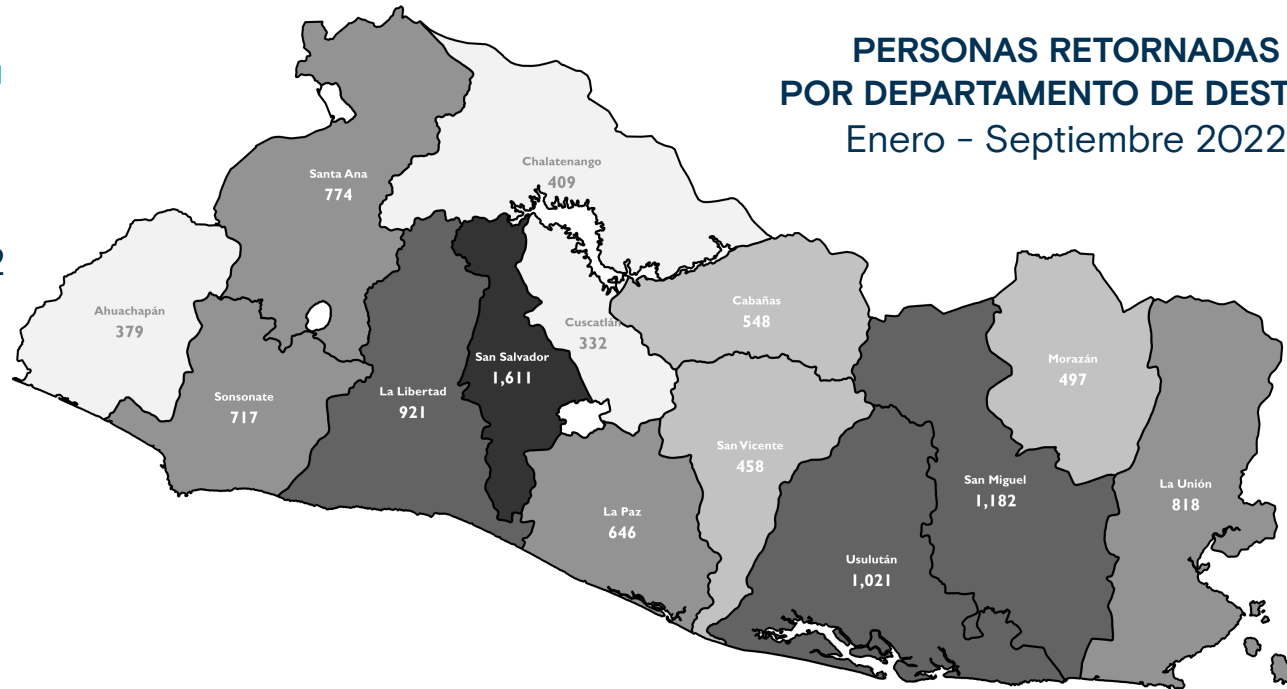 PERSONAS RETORNADAS
POR DEPARTAMENTO DE DEST
Enero - Septiembre 2022
2
Chalatenango
409
Santa Ana
774
Ahuachapán
379
Sonsonate
717
La Libertad
921
San Salvador
1,611
Cuscatlán
332
Cabañas
548
San Vicente
458
La Paz
646
Usulután
1,021
San Miguel
1,182
Morazán
497
La Unión
818